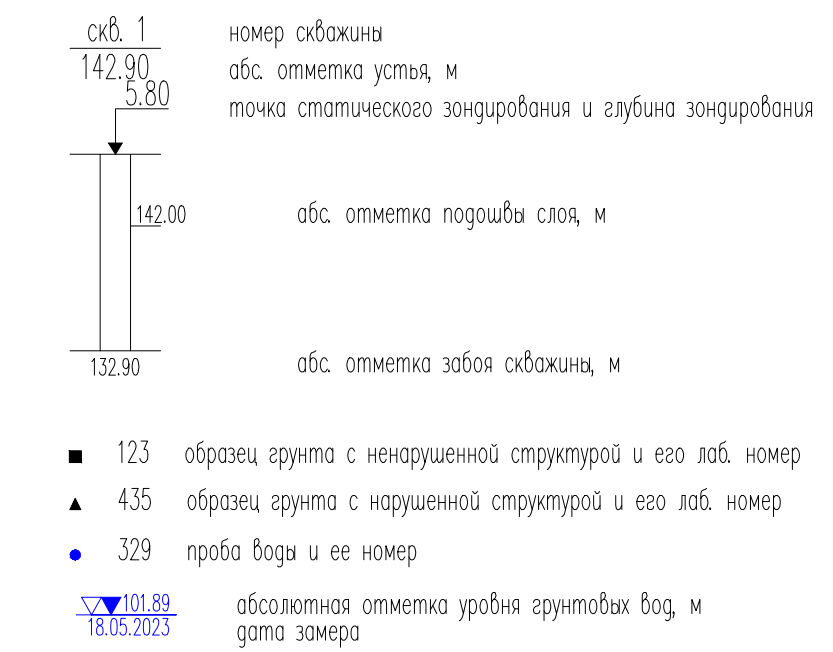 скв. 1 номер скважины
142.90 абс. отметка устья, м
5.80 точка статического зондирования и глубина зондирования
142.00 абс. отметка подошвы слоя, м
132.90 абс. отметка забоя скважины, м
123 образец грунта с ненарушенной структурой и его лаб. номер
435 образец грунта с нарушенной структурой и его лаб. номер
329 проба воды и ее номер
101.89 абсолютная отметка уровня грунтовых вод, м
18.05.2023 дата замера